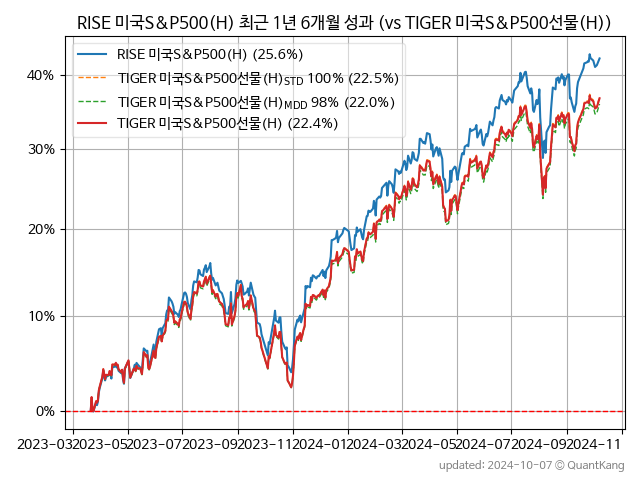 RISE 미국S&P500(H) 최근 1년 6개월 성과 (vs TIGER 미국S&P500선물(H))
RISE 미국S&P500(H) (25.6%)
TIGER 미국S&P500선물(H)STD 100% (22.5%)
TIGER 미국S&P500선물(H)MDD 98% (22.0%)
TIGER 미국S&P500선물(H) (22.4%)
40%
30%
20%
10%
0%
2023-03 2023-05 2023-07 2023-09 2023-11 2024-01 2024-03 2024-05 2024-07 2024-09 2024-11
updated: 2024-10-07 © QuantKang